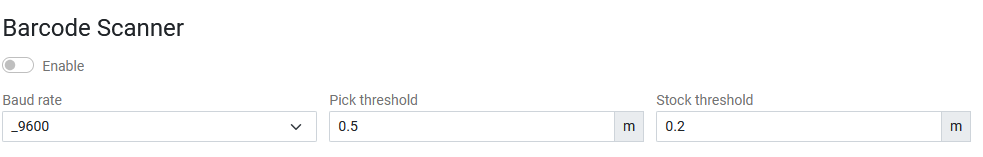 Barcode Scanner
Enable
Baud rate Pick threshold Stock threshold
_9600 0.5 m 0.2 m